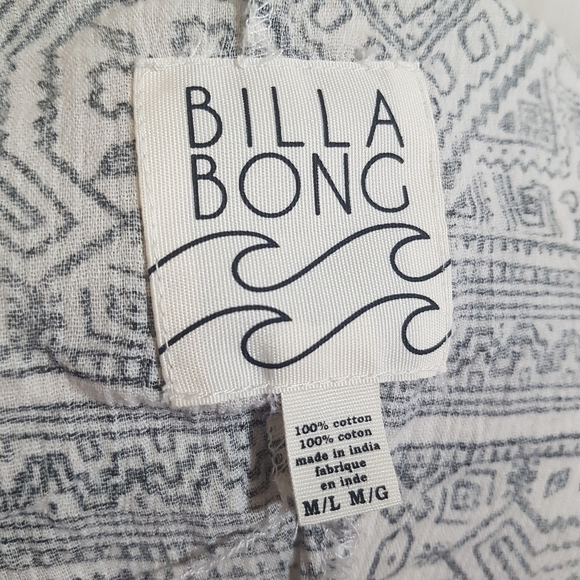 BILLA
BONG
100% cotton
100% coton
made in india
fabrique
en inde
M/L M/G